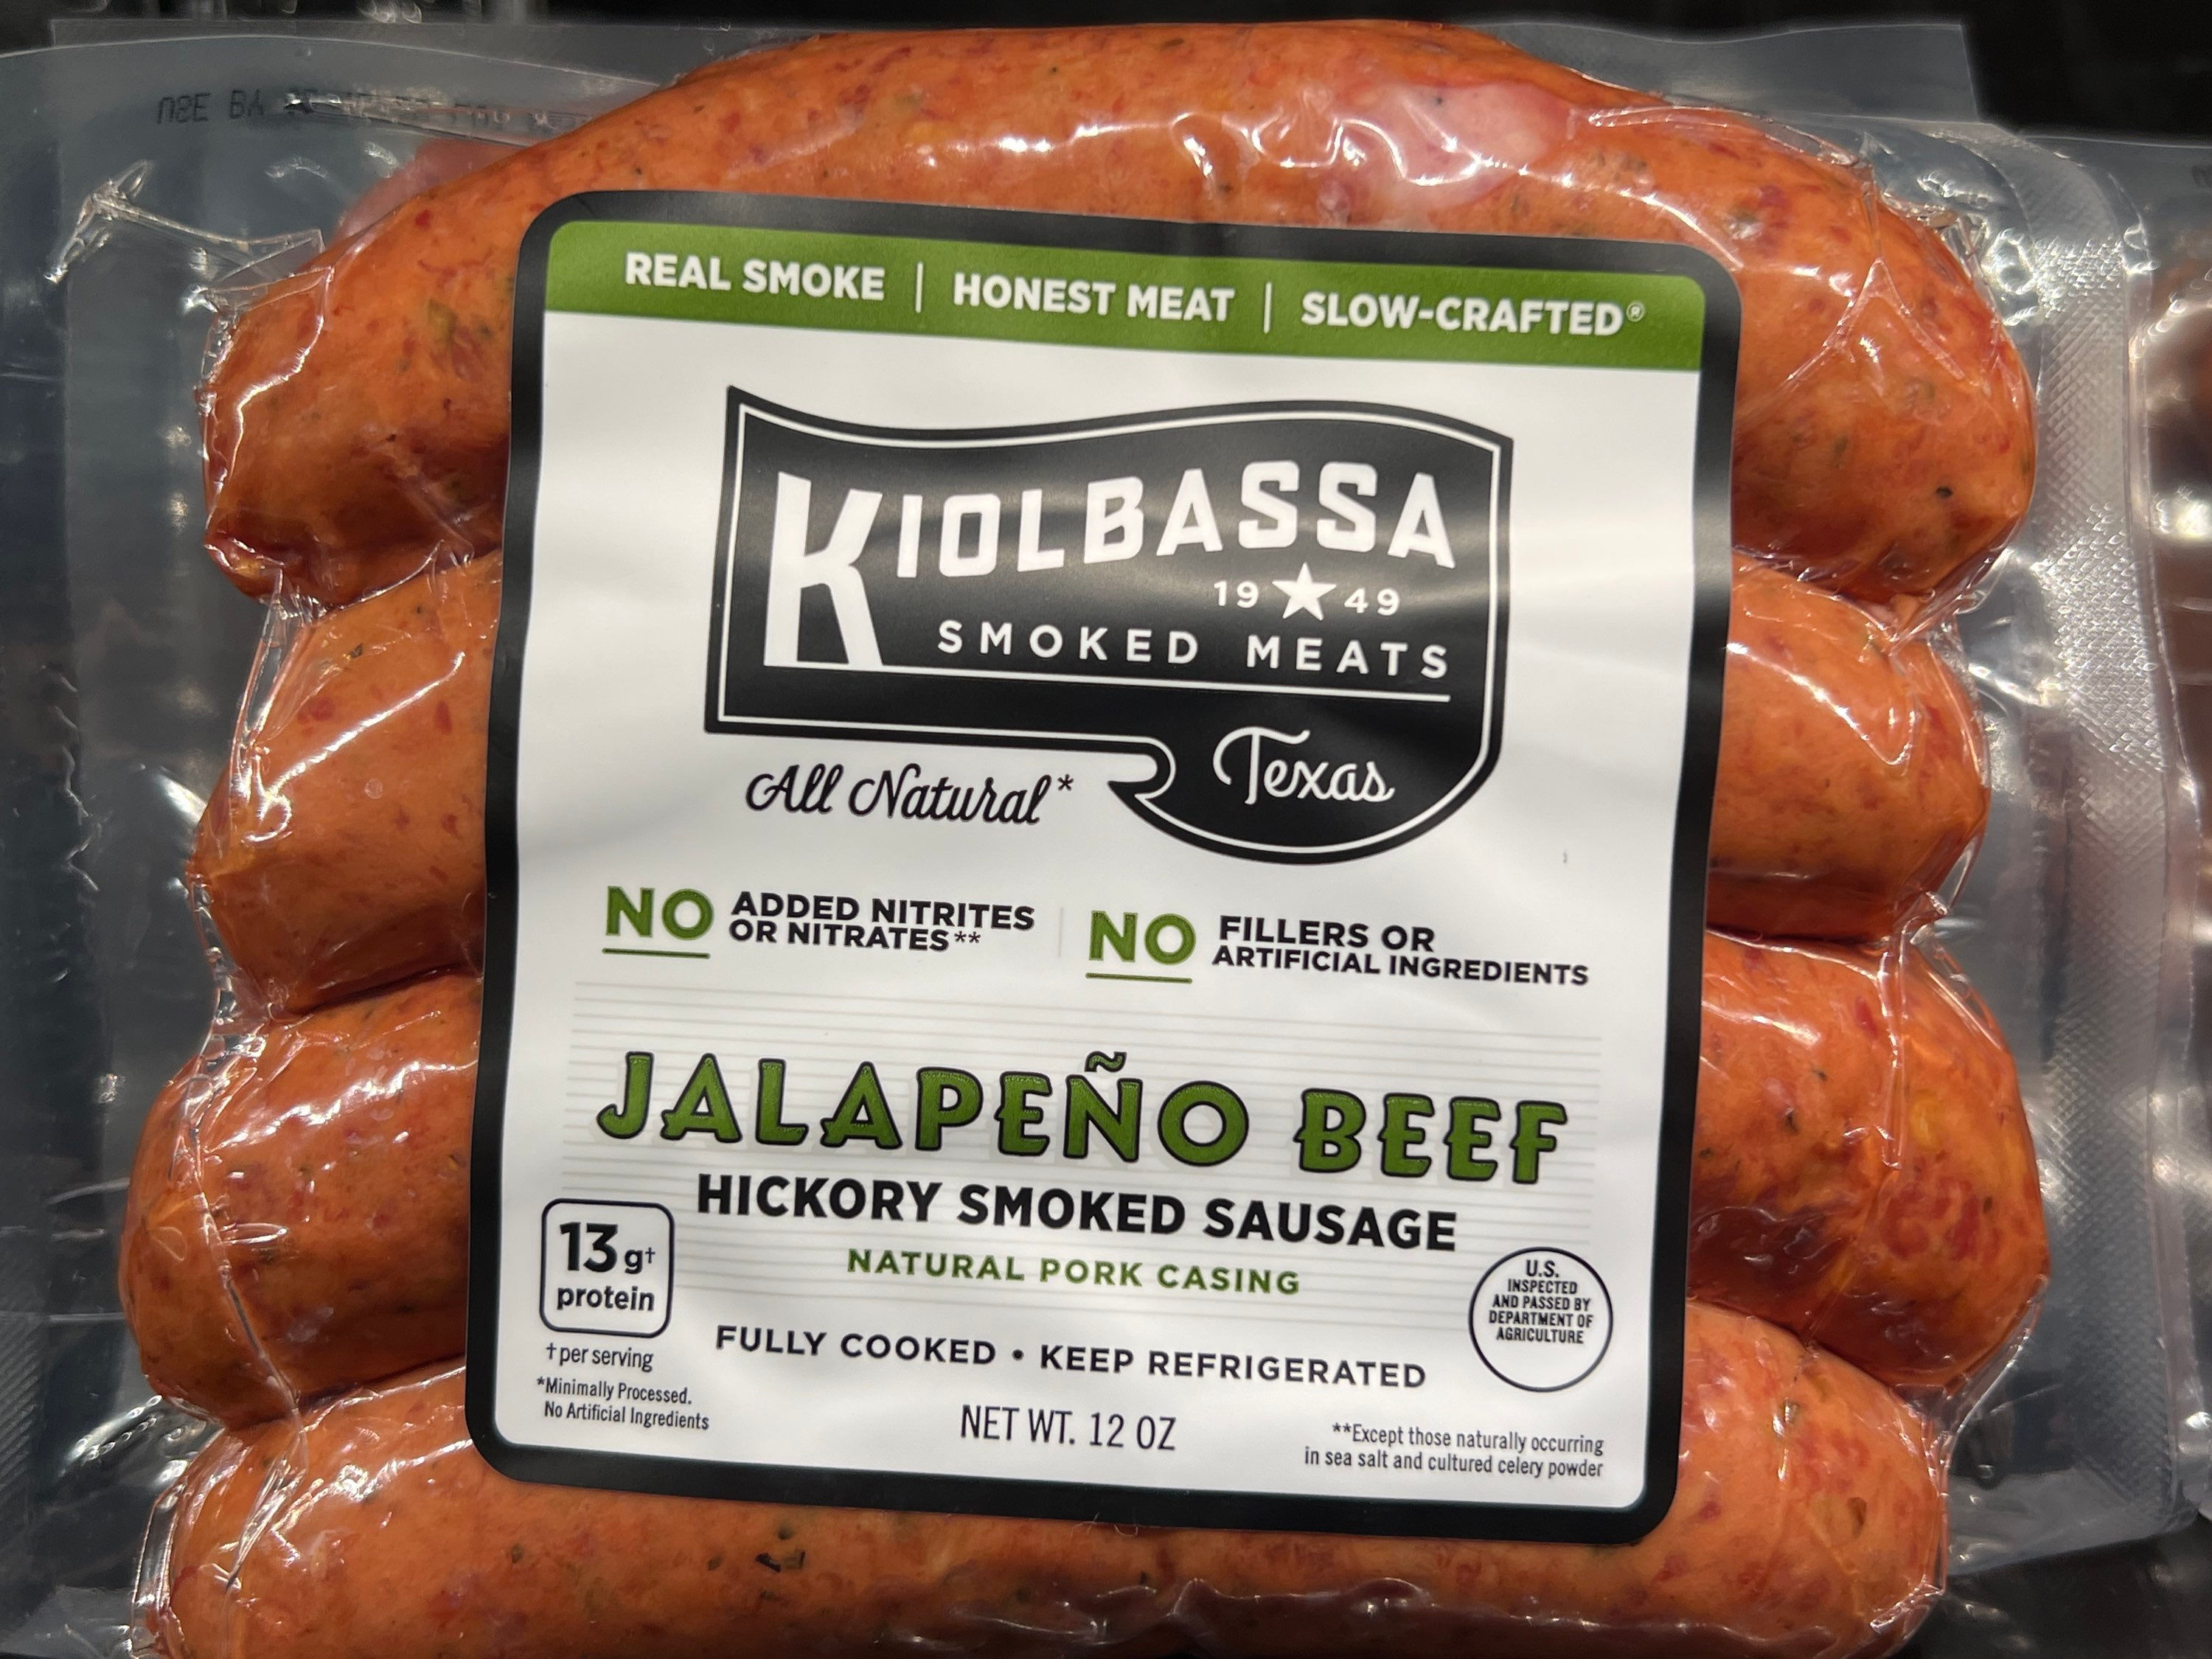 USE BY
REAL SMOKE | HONEST MEAT | SLOW-CRAFTED®
KIOLBASSA
19★49
SMOKED MEATS
Texas
All Natural*
NO ADDED NITRITES
OR NITRATES**
NO FILLERS OR
ARTIFICIAL INGREDIENTS
JALAPEÑO BEEF
HICKORY SMOKED SAUSAGE
NATURAL PORK CASING
13g†
protein
† per serving
*Minimally Processed.
No Artificial Ingredients
FULLY COOKED • KEEP REFRIGERATED
NET WT. 12 OZ
U.S.
INSPECTED
AND PASSED BY
DEPARTMENT OF
AGRICULTURE
**Except those naturally occurring
in sea salt and cultured celery powder